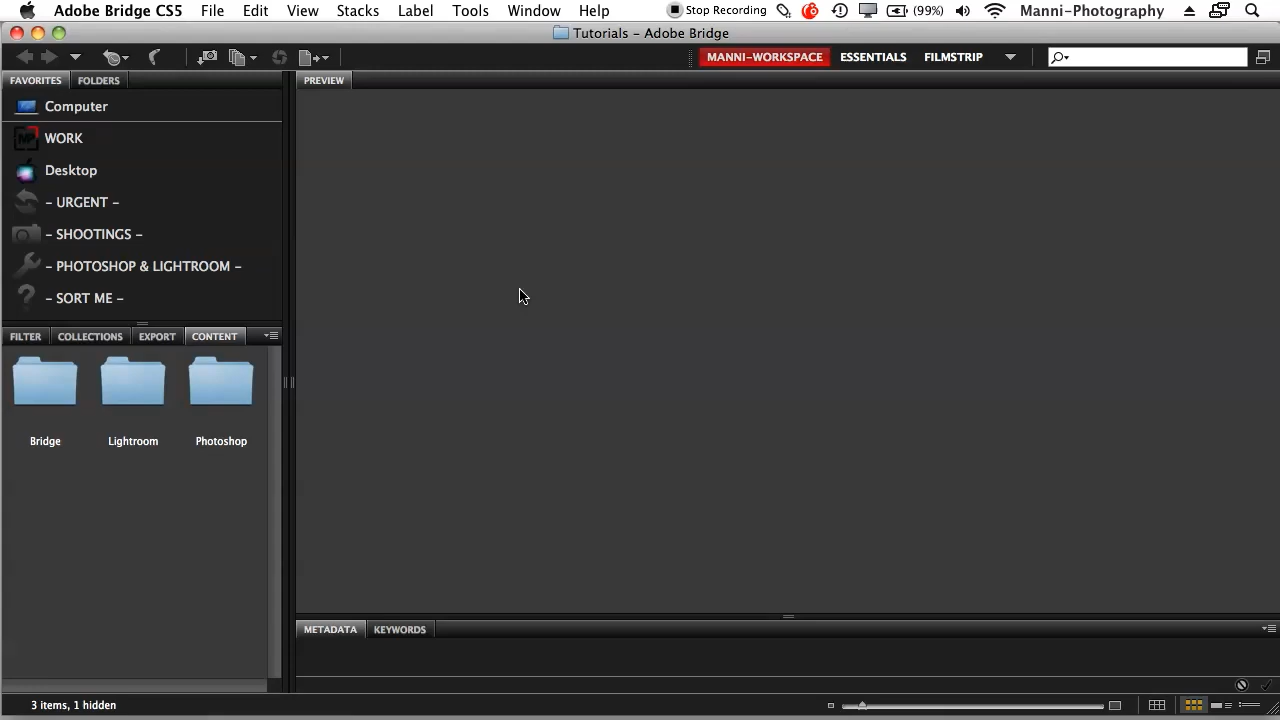 Adobe Bridge CS5 File Edit View Stacks Label Tools Window Help Stop Recording (99%) Manni-Photography
Tutorials - Adobe Bridge
MANNI-WORKSPACE ESSENTIALS FILMSTRIP
FAVORITES FOLDERS PREVIEW
Computer
WORK
Desktop
- URGENT -
- SHOOTINGS -
- PHOTOSHOP & LIGHTROOM -
- SORT ME -
FILTER COLLECTIONS EXPORT CONTENT
Bridge Lightroom Photoshop
METADATA KEYWORDS
3 items, 1 hidden